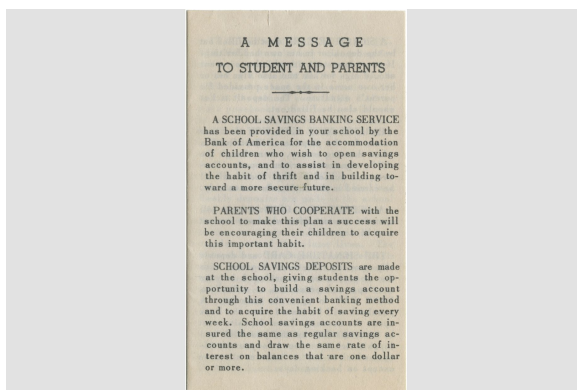 A MESSAGE
TO STUDENT AND PARENTS
A SCHOOL SAVINGS BANKING SERVICE
has been provided in your school by the
Bank of America for the accommodation
of children who wish to open savings
accounts, and to assist in developing
the habit of thrift and in building to-
ward a more secure future.
PARENTS WHO COOPERATE with the
school to make this plan a success will
be encouraging their children to acquire
this important habit.
SCHOOL SAVINGS DEPOSITS are made
at the school, giving students the op-
portunity to build a savings account
through this convenient banking method
and to acquire the habit of saving every
week. School savings accounts are in-
sured the same as regular savings ac-
counts and draw the same rate of in-
terest on balances that are one dollar
or more.